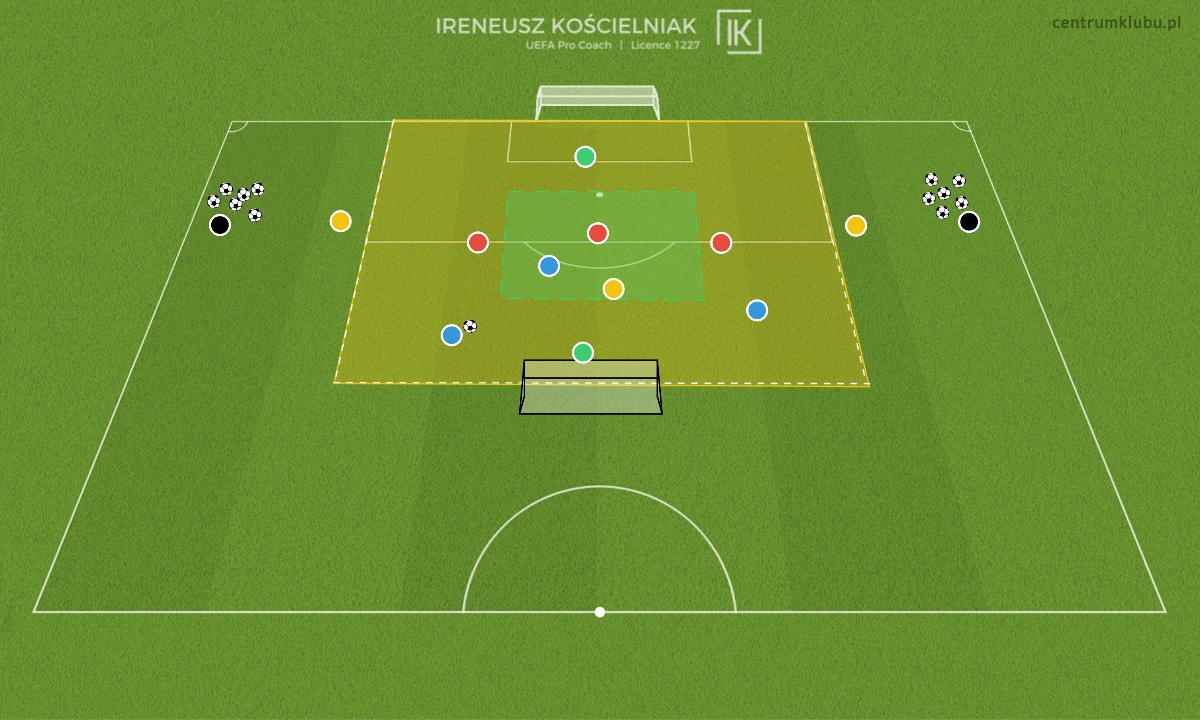 IRENEUSZ KOŚCIELNIAK
UEFA Pro Coach | Licence 1227
IK
centrumklubu.pl